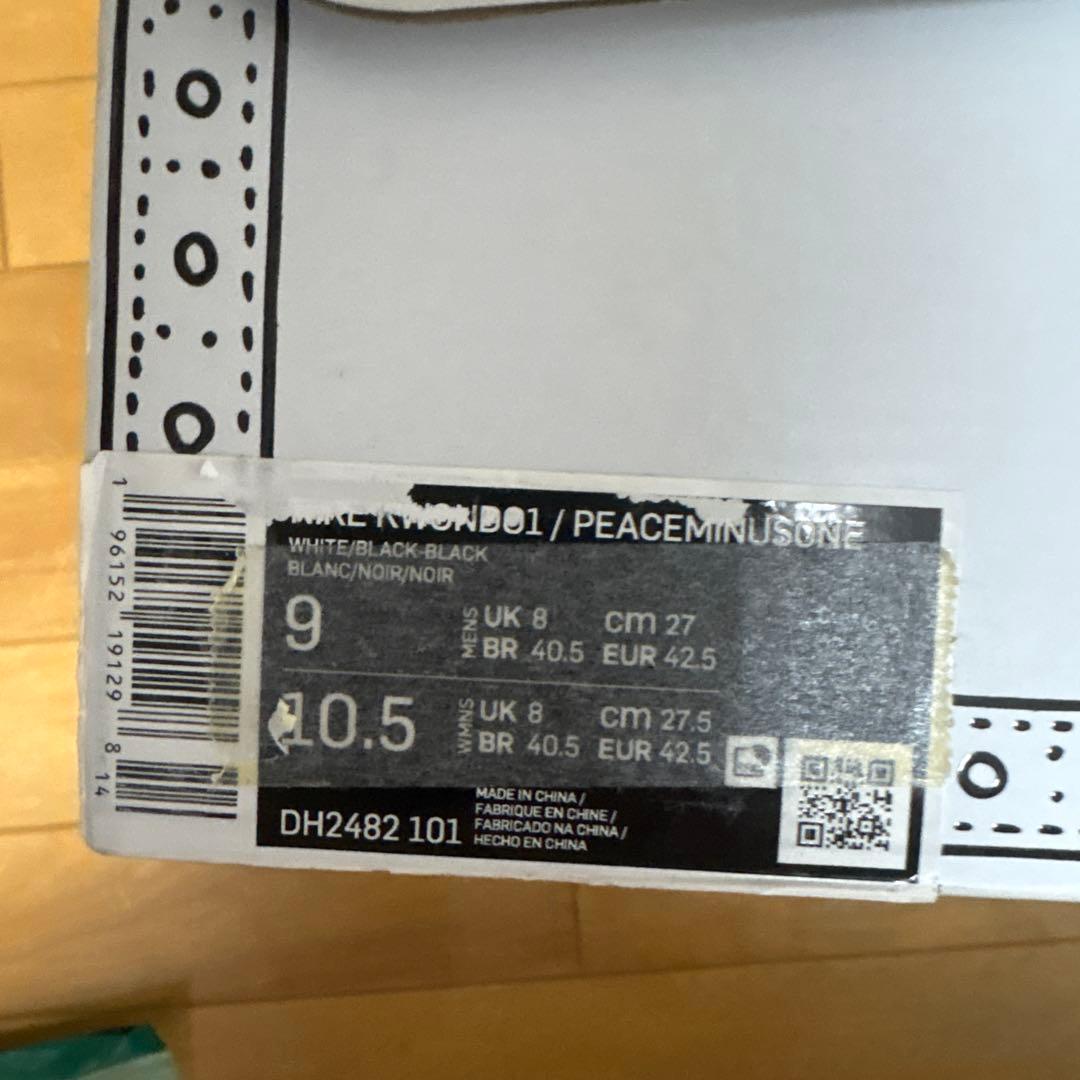 NIKE KWONDO1 / PEACEMINUSONE
WHITE/BLACK-BLACK
BLANC/NOIR/NOIR
9
MENS
UK 8 cm 27
BR 40.5 EUR 42.5
10.5
WMNS
UK 8 cm 27.5
BR 40.5 EUR 42.5
DH2482 101
MADE IN CHINA /
FABRIQUE EN CHINE /
FABRICADO NA CHINA /
HECHO EN CHINA
1 96152 19129 8 14